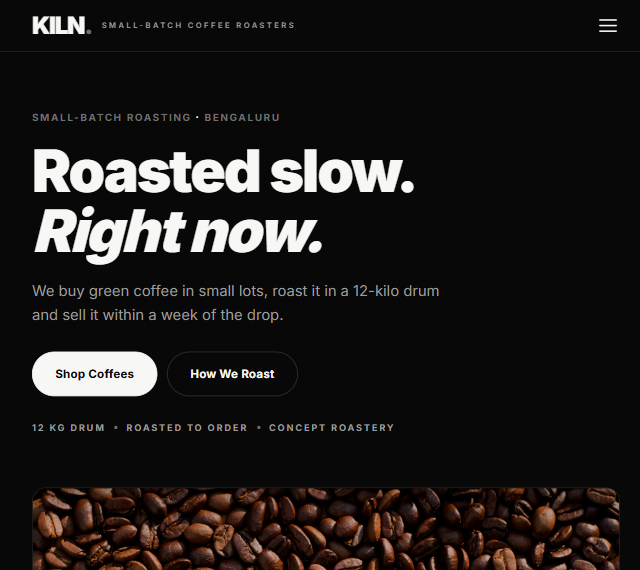 KILN. SMALL-BATCH COFFEE ROASTERS
SMALL-BATCH ROASTING • BENGALURU
Roasted slow.
Right now.
We buy green coffee in small lots, roast it in a 12-kilo drum
and sell it within a week of the drop.
Shop Coffees How We Roast
12 KG DRUM • ROASTED TO ORDER • CONCEPT ROASTERY